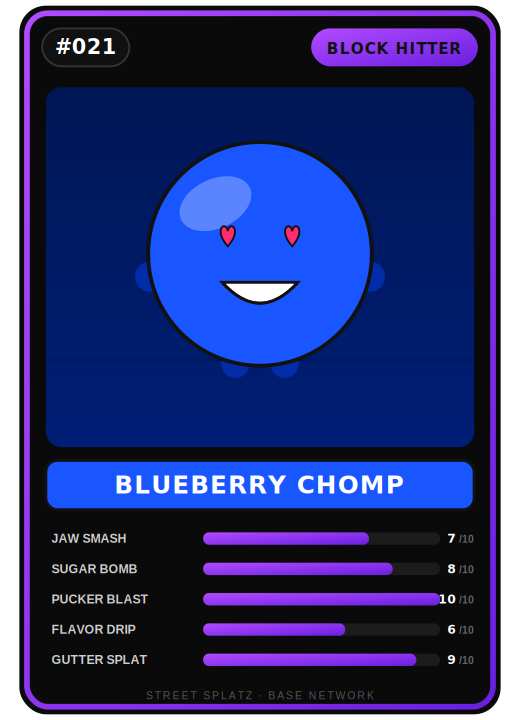 #021 BLOCK HITTER
BLUEBERRY CHOMP
JAW SMASH 7 /10
SUGAR BOMB 8 /10
PUCKER BLAST 10 /10
FLAVOR DRIP 6 /10
GUTTER SPLAT 9 /10
STREET SPLATZ · BASE NETWORK